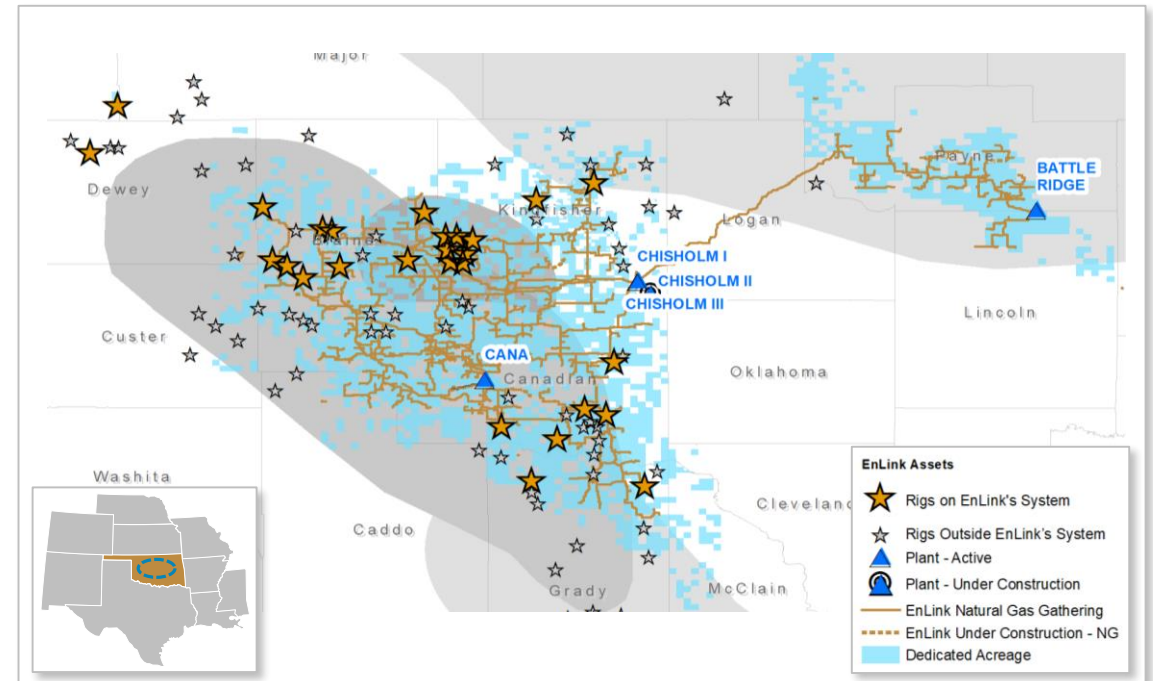 Major
Dewey
Payne
BATTLE
RIDGE
Kingfisher
Logan
Blaine
CHISHOLM I
CHISHOLM II
CHISHOLM III
Lincoln
Custer
CANA
Canadian
Oklahoma
Washita
Cleveland
Caddo
Grady
McClain
EnLink Assets
Rigs on EnLink's System
Rigs Outside EnLink's System
Plant - Active
Plant - Under Construction
EnLink Natural Gas Gathering
EnLink Under Construction - NG
Dedicated Acreage